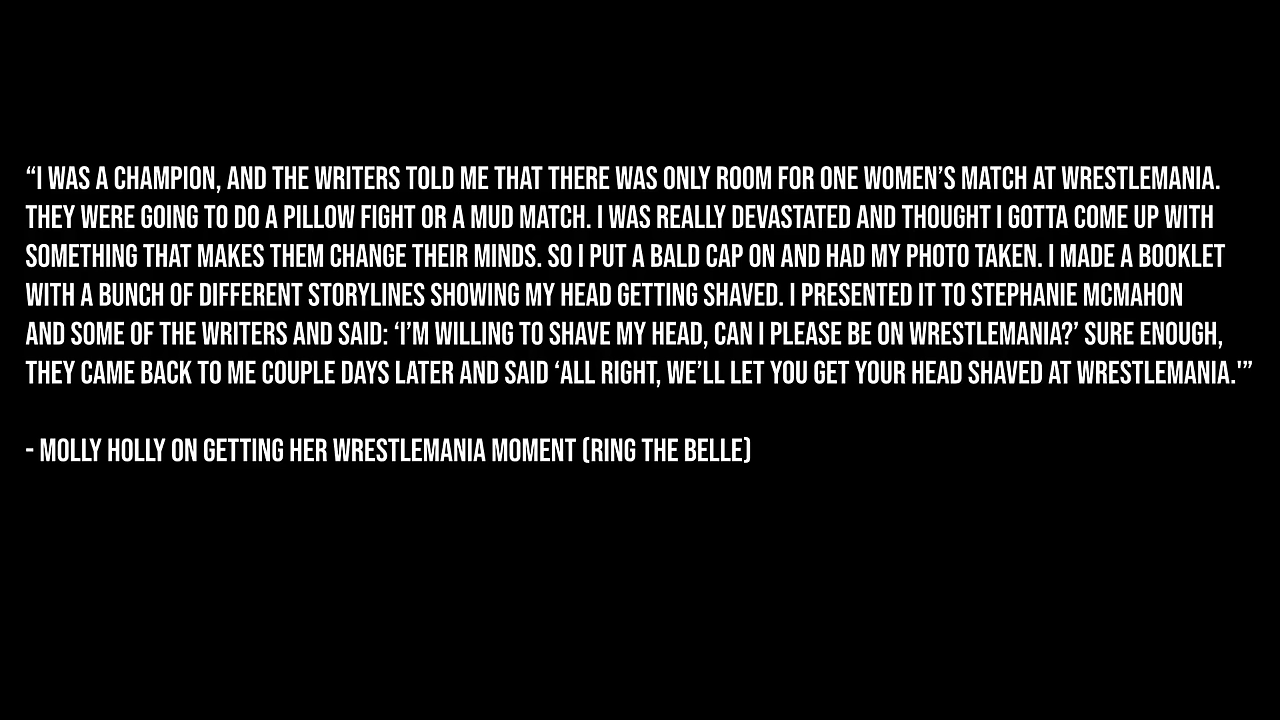 “I WAS A CHAMPION, AND THE WRITERS TOLD ME THAT THERE WAS ONLY ROOM FOR ONE WOMEN’S MATCH AT WRESTLEMANIA.
THEY WERE GOING TO DO A PILLOW FIGHT OR A MUD MATCH. I WAS REALLY DEVASTATED AND THOUGHT I GOTTA COME UP WITH
SOMETHING THAT MAKES THEM CHANGE THEIR MINDS. SO I PUT A BALD CAP ON AND HAD MY PHOTO TAKEN. I MADE A BOOKLET
WITH A BUNCH OF DIFFERENT STORYLINES SHOWING MY HEAD GETTING SHAVED. I PRESENTED IT TO STEPHANIE MCMAHON
AND SOME OF THE WRITERS AND SAID: ‘I’M WILLING TO SHAVE MY HEAD, CAN I PLEASE BE ON WRESTLEMANIA?’ SURE ENOUGH,
THEY CAME BACK TO ME COUPLE DAYS LATER AND SAID ‘ALL RIGHT, WE’LL LET YOU GET YOUR HEAD SHAVED AT WRESTLEMANIA.'”
- MOLLY HOLLY ON GETTING HER WRESTLEMANIA MOMENT (RING THE BELLE)